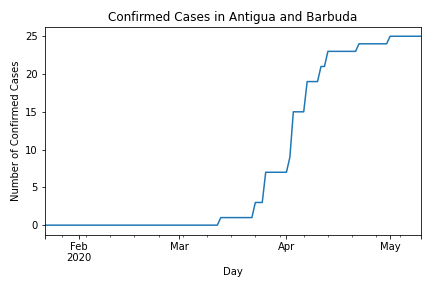 Confirmed Cases in Antigua and Barbuda
Number of Confirmed Cases
25
20
15
10
5
0
Feb
2020
Mar
Apr
May
Day